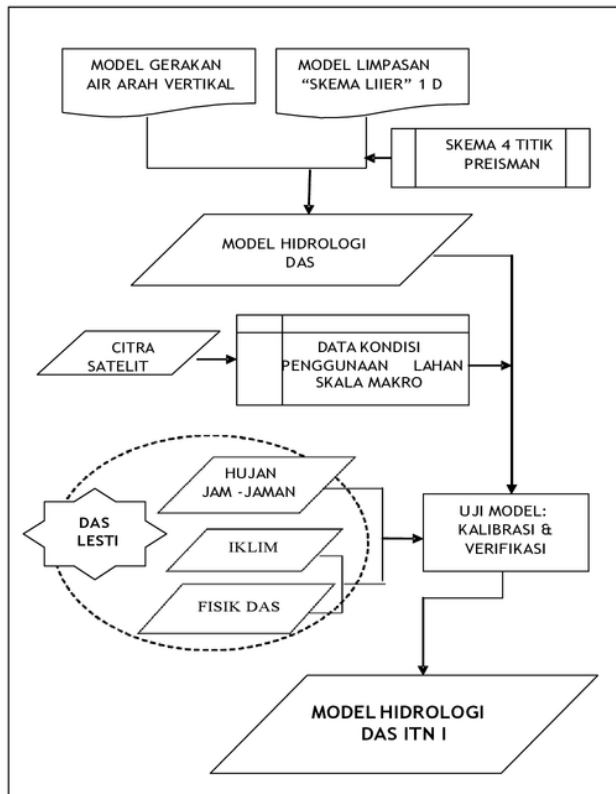 MODEL GERAKAN
AIR ARAH VERTIKAL
MODEL LIMPASAN
“SKEMA LIIER” 1 D
SKEMA 4 TITIK
PREISMAN
MODEL HIDROLOGI
DAS
CITRA
SATELIT
DATA KONDISI
PENGGUNAAN LAHAN
SKALA MAKRO
HUJAN
JAM -JAMAN
DAS
LESTI
IKLIM
FISIK DAS
UJI MODEL:
KALIBRASI &
VERIFIKASI
MODEL HIDROLOGI
DAS ITN I